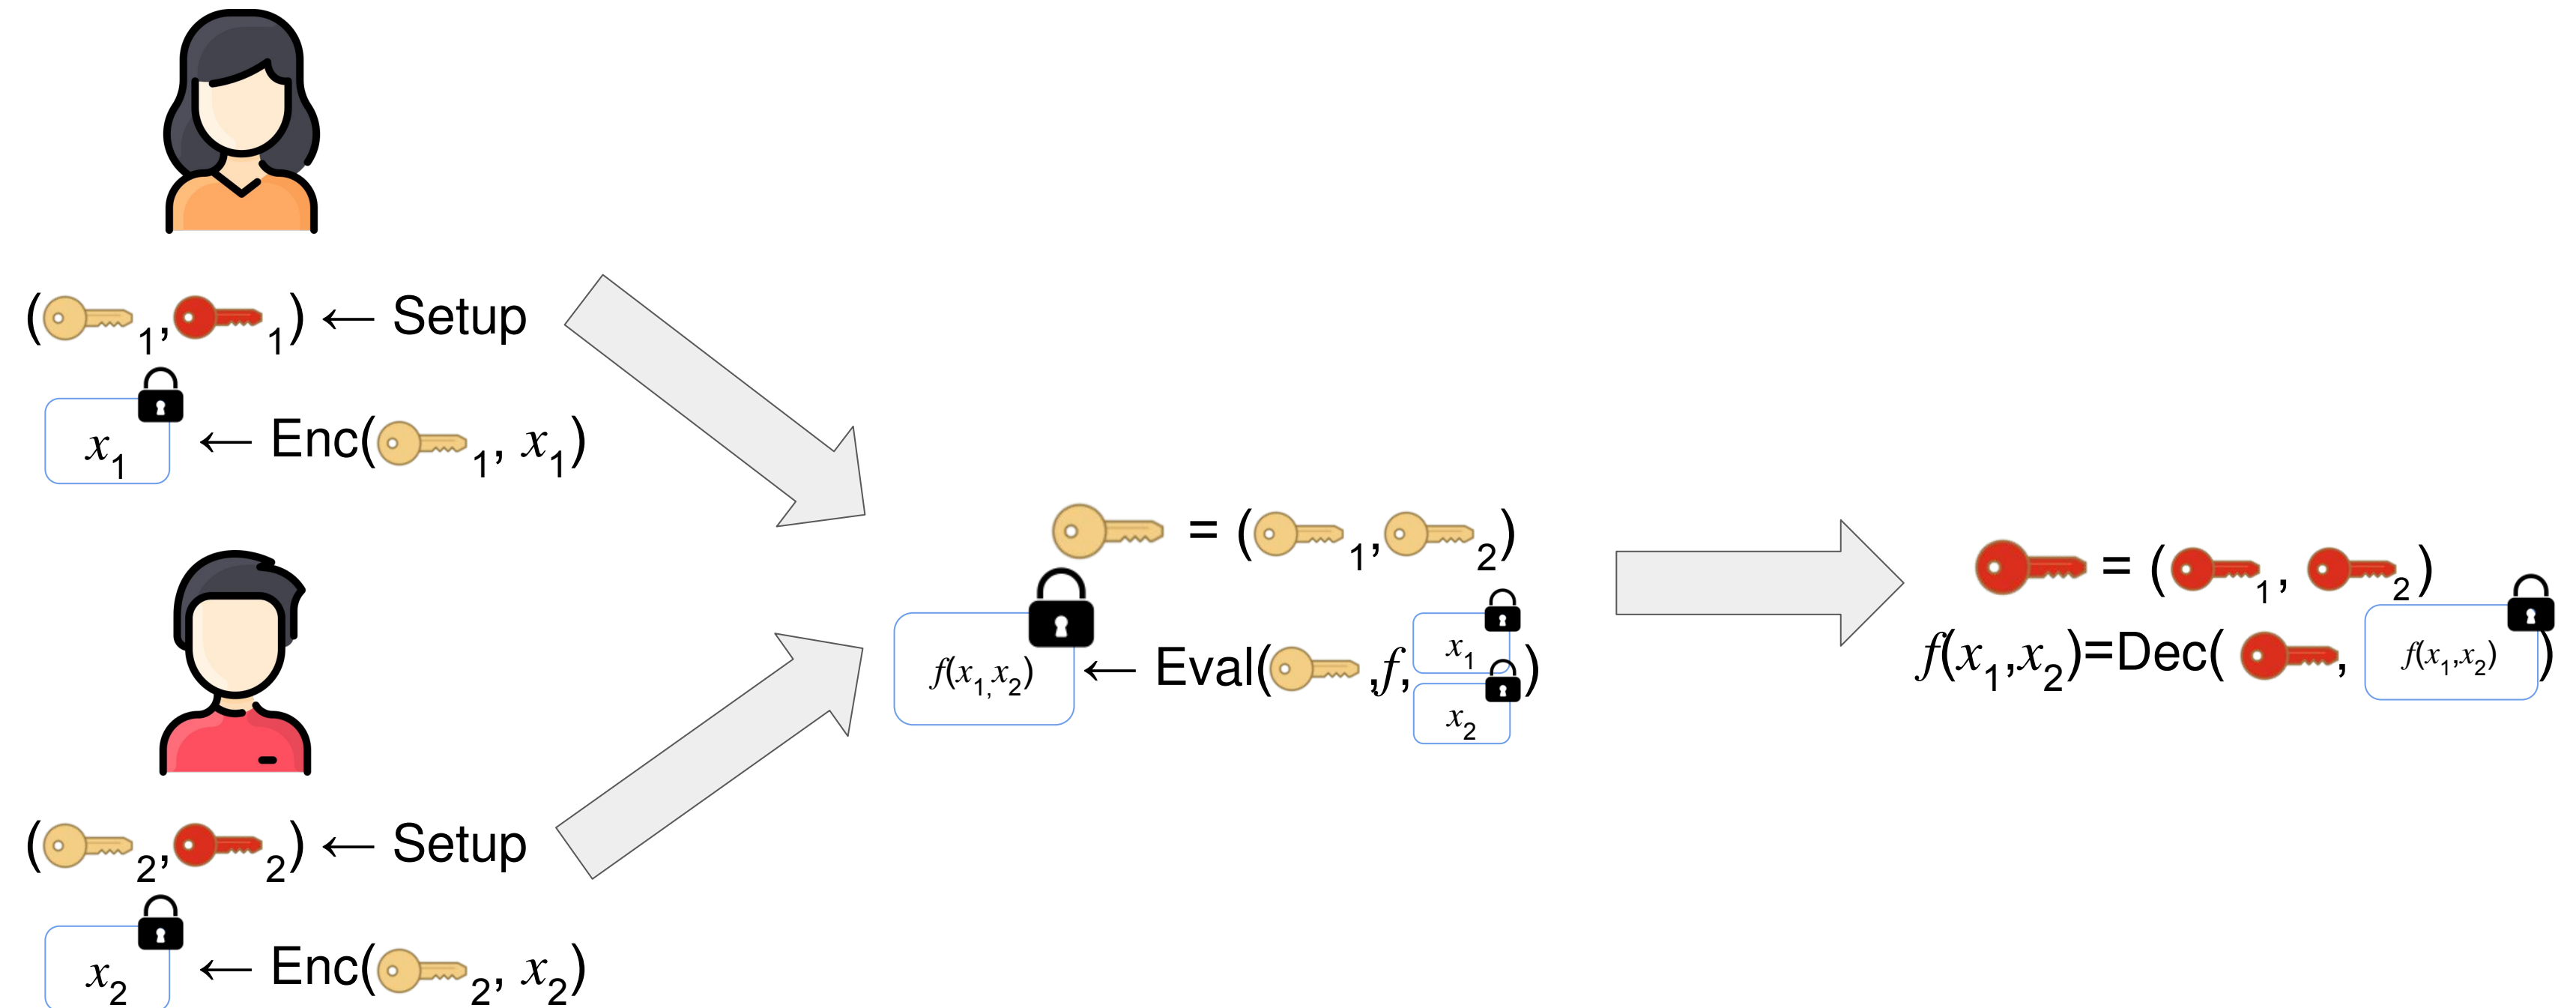 ( 1, 1) ← Setup
x1 ← Enc( 1, x1)
( 2, 2) ← Setup
x2 ← Enc( 2, x2)
= ( 1, 2)
f(x1,x2) ← Eval( ,f, x1 x2 )
= ( 1, 2)
f(x1,x2)=Dec( , f(x1,x2) )